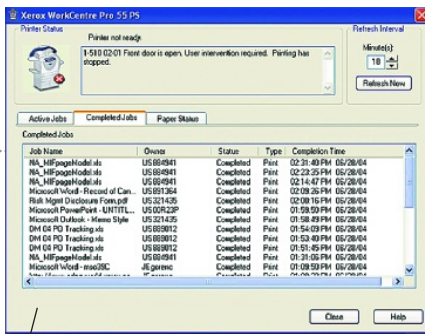 Xerox WorkCentre Pro 55 PS
Printer Status
Refresh Interval
Printer not ready.
1-510 02-01 Front door is open. User intervention required. Printing has
stopped.
Minute(s):
10
Refresh Now
Active Jobs Completed Jobs Paper Status
Completed Jobs
Job Name Owner Status Type Completion Time
NA_MIFpageModel.xls US884941 Completed Print 02:31:40 PM 06/28/04
NA_MIFpageModel.xls US884941 Completed Print 02:23:35 PM 06/28/04
NA_MIFpageModel.xls US884941 Completed Print 02:14:47 PM 06/28/04
Microsoft Word - Record of Can... US891364 Completed Print 02:09:26 PM 06/28/04
Risk Mgmt Disclosure Form.pdf US321435 Completed Print 02:00:16 PM 06/28/04
Microsoft PowerPoint - UNTITL... Completed Print 01:59:50 PM 06/28/04
Microsoft Outlook - Memo Style US321435 Completed Print 01:58:49 PM 06/28/04
DM 04 PO Tracking.xls US889012 Completed Print 01:54:09 PM 06/28/04
DM 04 PO Tracking.xls US889012 Completed Print 01:53:40 PM 06/28/04
DM 04 PO Tracking.xls US889012 Completed Print 01:51:45 PM 06/28/04
NA_MIFpageModel.xls US884941 Completed Print 01:31:06 PM 06/28/04
Microsoft Word - Completed Print 01:09:50 PM 06/28/04
Close Help